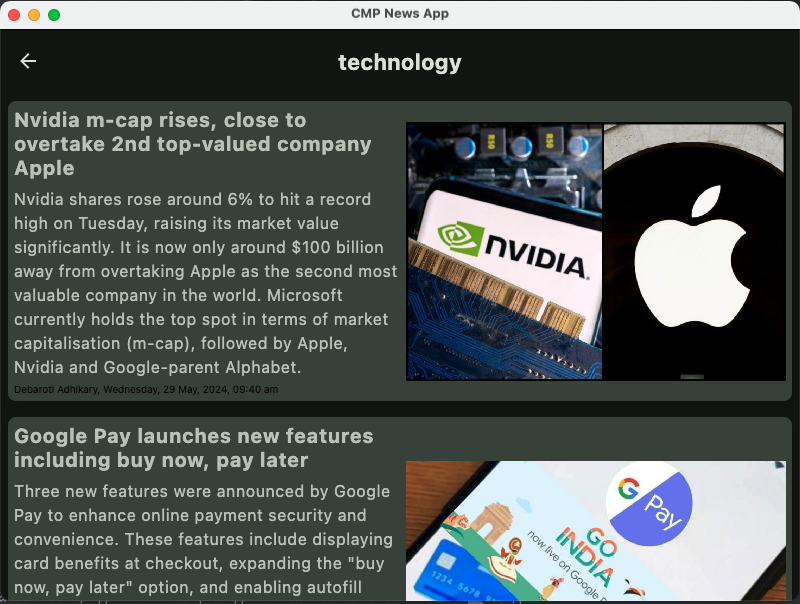 CMP News App
technology
Nvidia m-cap rises, close to
overtake 2nd top-valued company
Apple
Nvidia shares rose around 6% to hit a record
high on Tuesday, raising its market value
significantly. It is now only around $100 billion
away from overtaking Apple as the second most
valuable company in the world. Microsoft
currently holds the top spot in terms of market
capitalisation (m-cap), followed by Apple,
Nvidia and Google-parent Alphabet.
Debaroti Adhikary, Wednesday, 29 May, 2024, 09:40 am
R50
R50
NVIDIA.
Google Pay launches new features
including buy now, pay later
Three new features were announced by Google
Pay to enhance online payment security and
convenience. These features include displaying
card benefits at checkout, expanding the "buy
now, pay later" option, and enabling autofill
G Pay
GO
INDIA
now live on Google
1234 5678